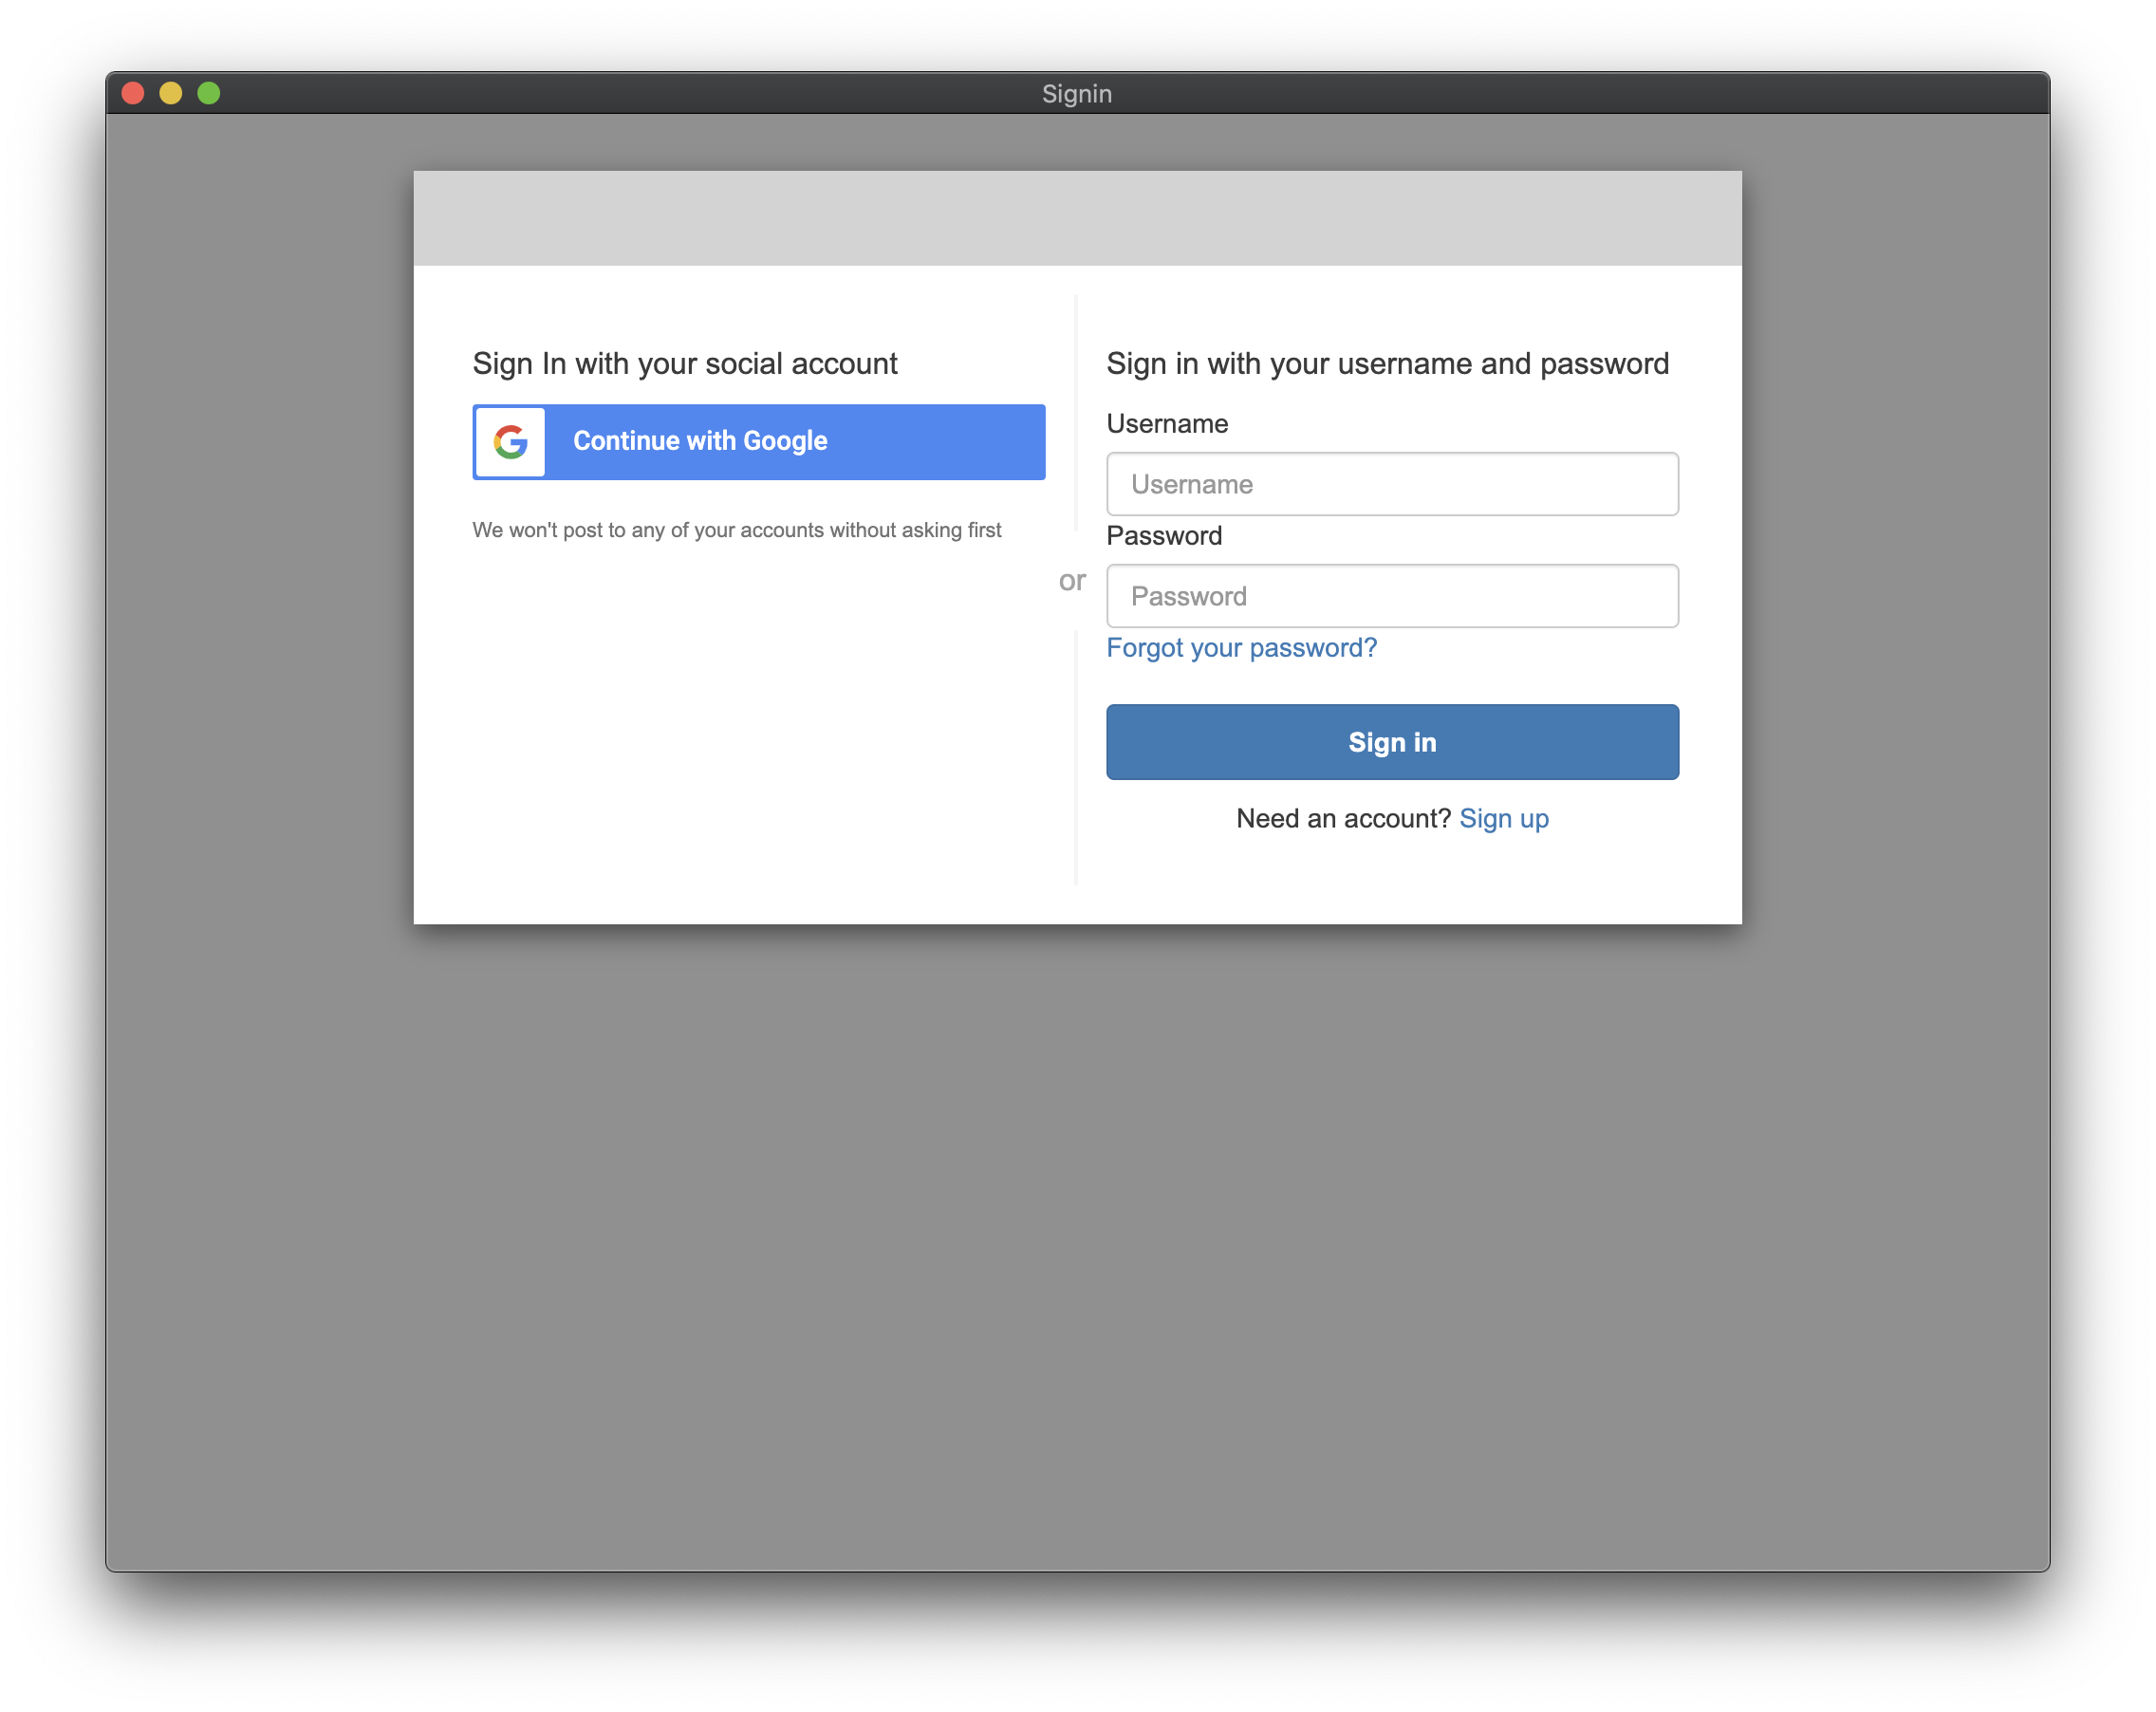 Signin
Sign In with your social account
Continue with Google
We won't post to any of your accounts without asking first
or
Sign in with your username and password
Username
Username
Password
Password
Forgot your password?
Sign in
Need an account? Sign up